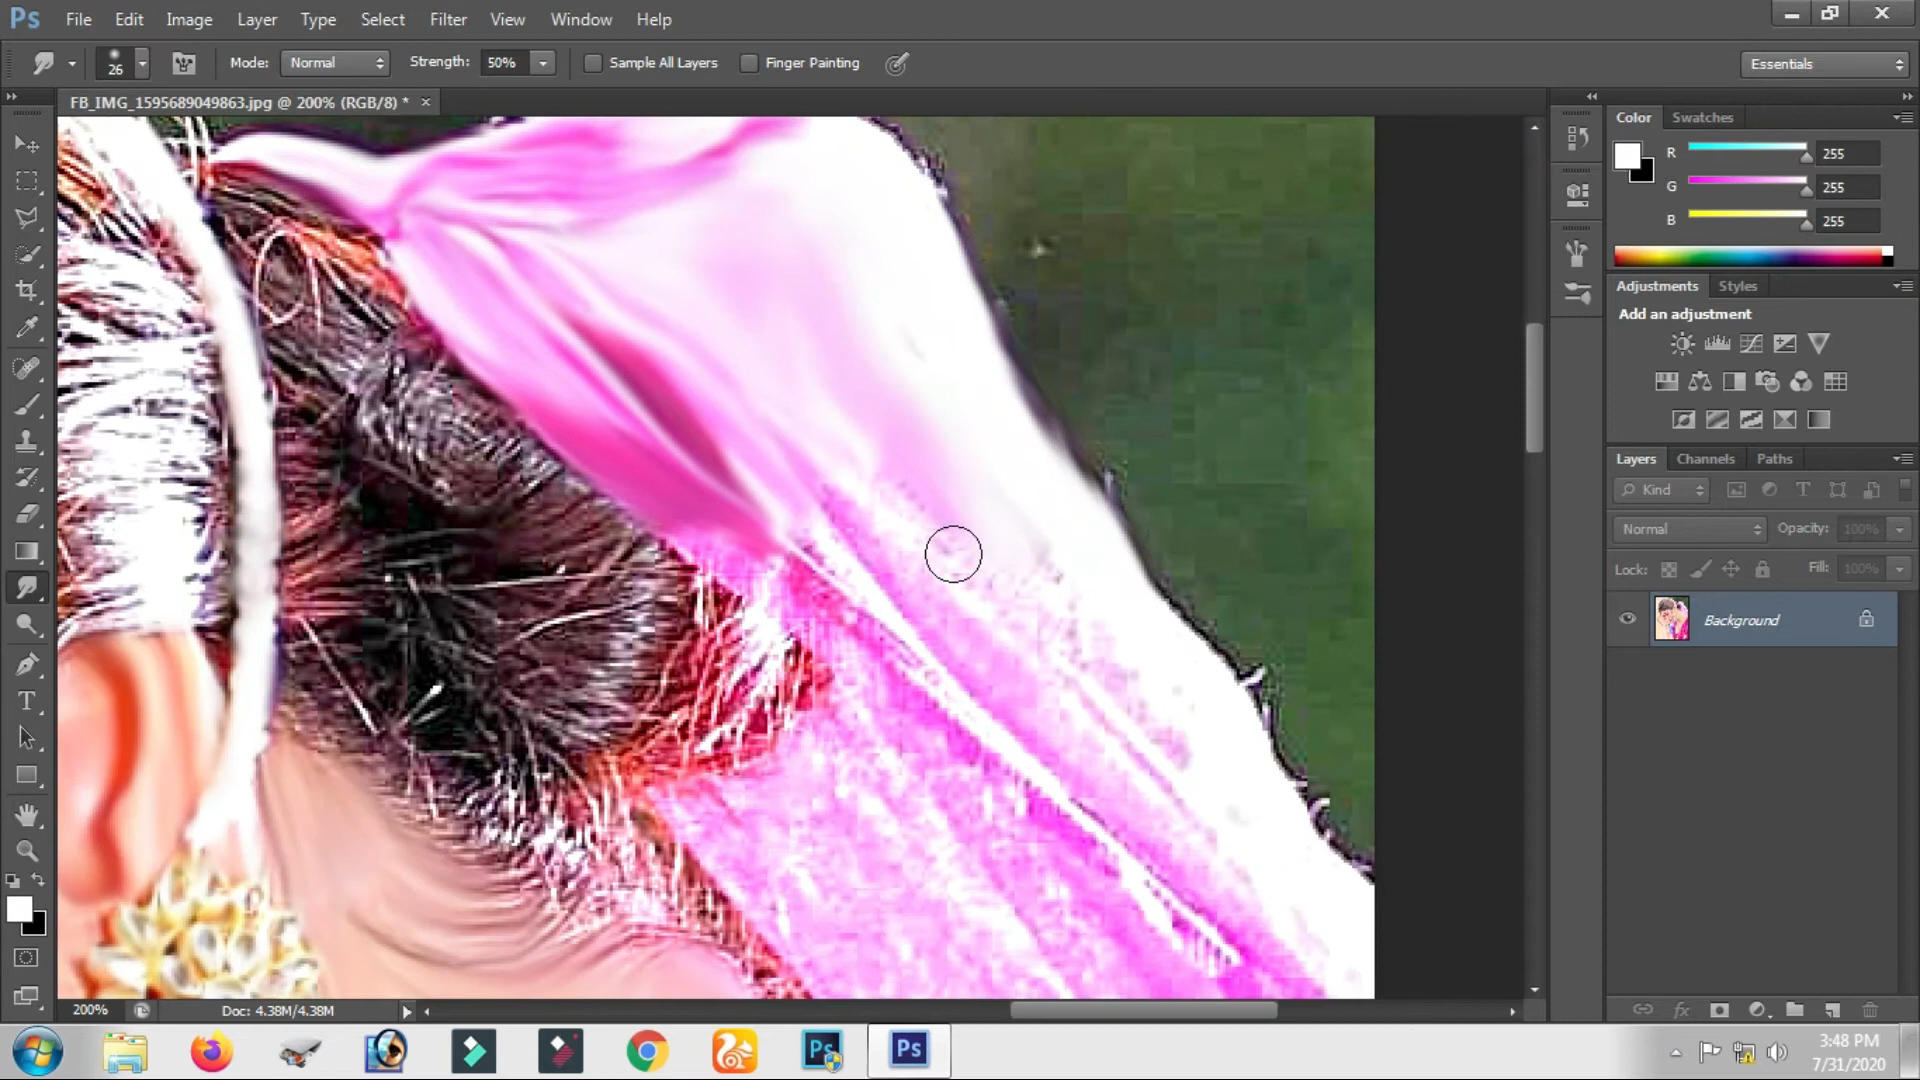 Ps File Edit Image Layer Type Select Filter View Window Help
26 Mode: Normal Strength: 50% Sample All Layers Finger Painting Essentials
FB_IMG_1595689049863.jpg @ 200% (RGB/8) * ×
Color Swatches
R 255
G 255
B 255
Adjustments Styles
Add an adjustment
Layers Channels Paths
Kind
Normal Opacity: 100%
Lock: Fill: 100%
Background
200% Doc: 4.38M/4.38M
Ps Ps
3:48 PM
7/31/2020